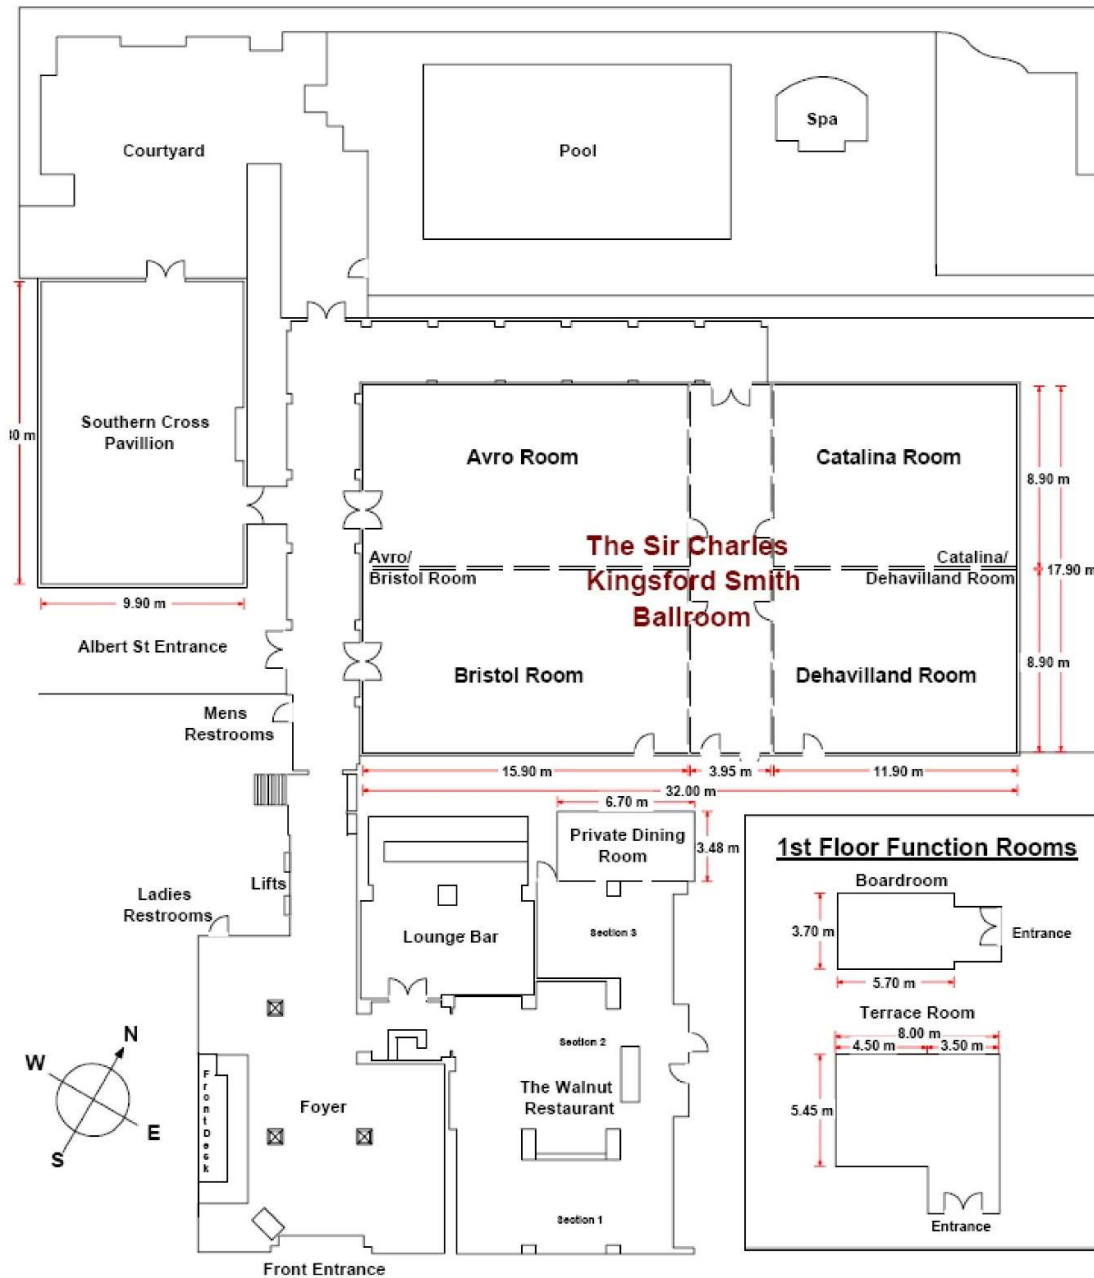 Courtyard
Pool
Spa
Southern Cross
Pavillion
Avro Room
Catalina Room
8.90 m
Avro/
Bristol Room
The Sir Charles
Kingsford Smith
Ballroom
Catalina/
Dehavilland Room
17.90 m
9.90 m
Albert St Entrance
Bristol Room
Dehavilland Room
8.90 m
Mens
Restrooms
15.90 m
3.95 m
11.90 m
32.00 m
6.70 m
Private Dining
Room
3.48 m
Lifts
Ladies
Restrooms
Lounge Bar
Section 3
Section 2
The Walnut
Restaurant
Section 1
N
W
E
S
Front Desk
Foyer
Front Entrance
1st Floor Function Rooms
Boardroom
3.70 m
Entrance
5.70 m
Terrace Room
8.00 m
4.50 m
3.50 m
5.45 m
Entrance